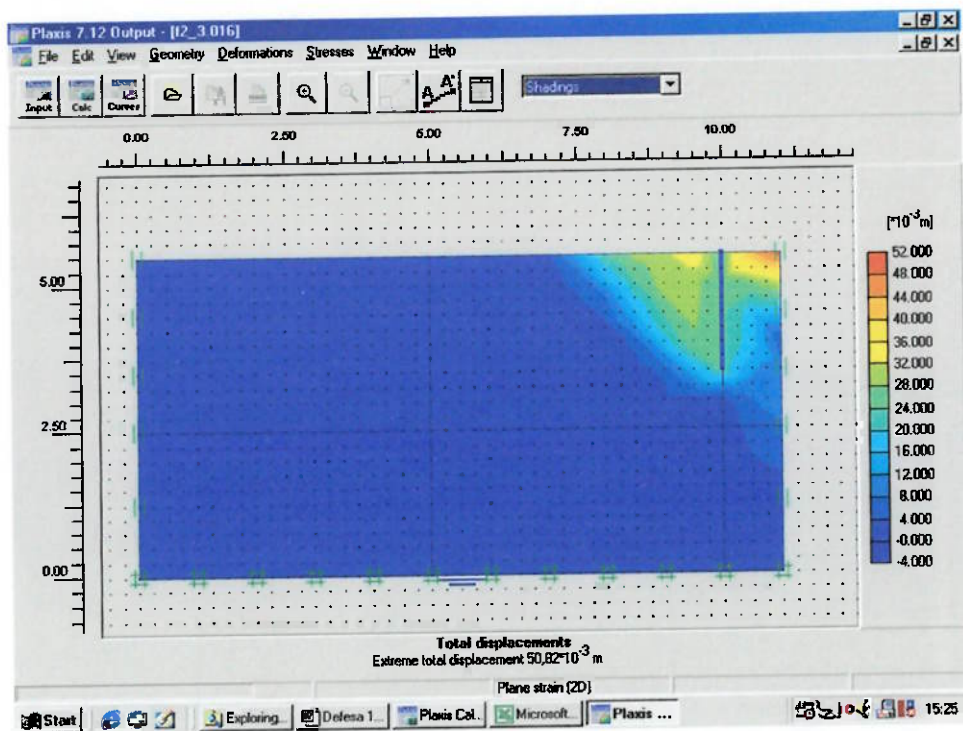 Plaxis 7.12 Output - [f2_3.016]
File Edit View Geometry Deformations Stresses Window Help
Input Calc Curves Shadings
0.00 2.50 5.00 7.50 10.00
[*10⁻³m]
52.000
48.000
44.000
40.000
36.000
32.000
28.000
24.000
20.000
16.000
12.000
8.000
4.000
-0.000
-4.000
5.00
2.50
0.00
Total displacements
Extreme total displacement 50,82*10⁻³ m
Plane strain [2D]
Start Exploring... Defesa 1... Plaxis Cal.. Microsoft... Plaxis ... 15:25